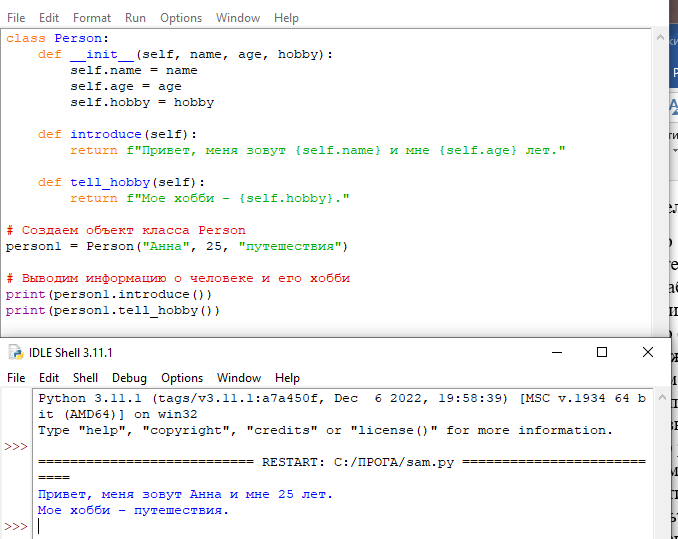 File Edit Format Run Options Window Help
class Person:
    def __init__(self, name, age, hobby):
        self.name = name
        self.age = age
        self.hobby = hobby
    def introduce(self):
        return f"Привет, меня зовут {self.name} и мне {self.age} лет."
    def tell_hobby(self):
        return f"Мое хобби - {self.hobby}."
# Создаем объект класса Person
person1 = Person("Анна", 25, "путешествия")
# Выводим информацию о человеке и его хобби
print(person1.introduce())
print(person1.tell_hobby())
IDLE Shell 3.11.1
File Edit Shell Debug Options Window Help
Python 3.11.1 (tags/v3.11.1:a7a450f, Dec  6 2022, 19:58:39) [MSC v.1934 64 b
it (AMD64)] on win32
Type "help", "copyright", "credits" or "license()" for more information.
>>>
=========================== RESTART: C:/ПРОГА/sam.py =======================
====
Привет, меня зовут Анна и мне 25 лет.
Мое хобби - путешествия.
>>>